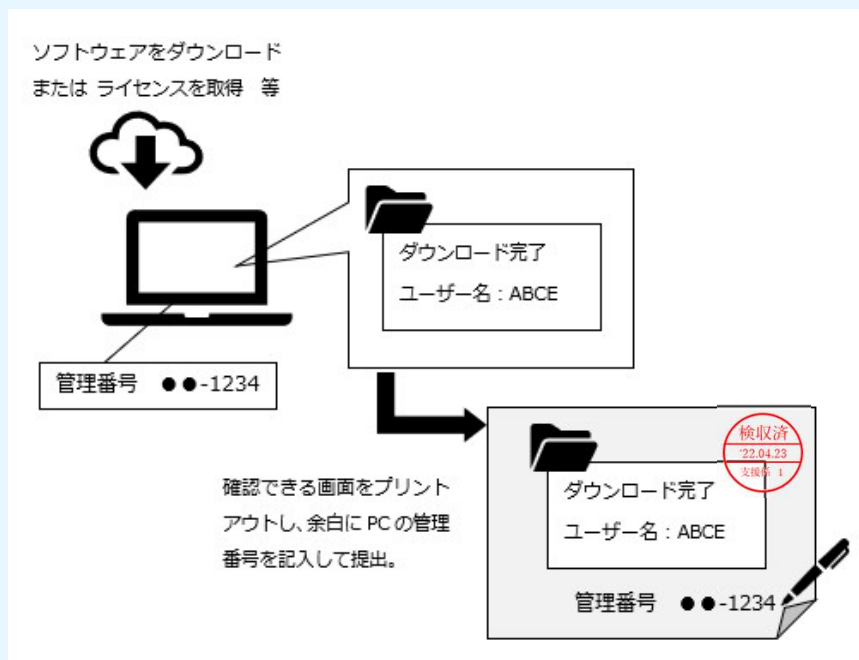 ソフトウェアをダウンロード
または ライセンスを取得　等
ダウンロード完了
ユーザー名：ABCE
管理番号　●●-1234
確認できる画面をプリント
アウトし、余白に PC の管理
番号を記入して提出。
検収済
'22.04.23
支援係 1
ダウンロード完了
ユーザー名：ABCE
管理番号　●●-1234